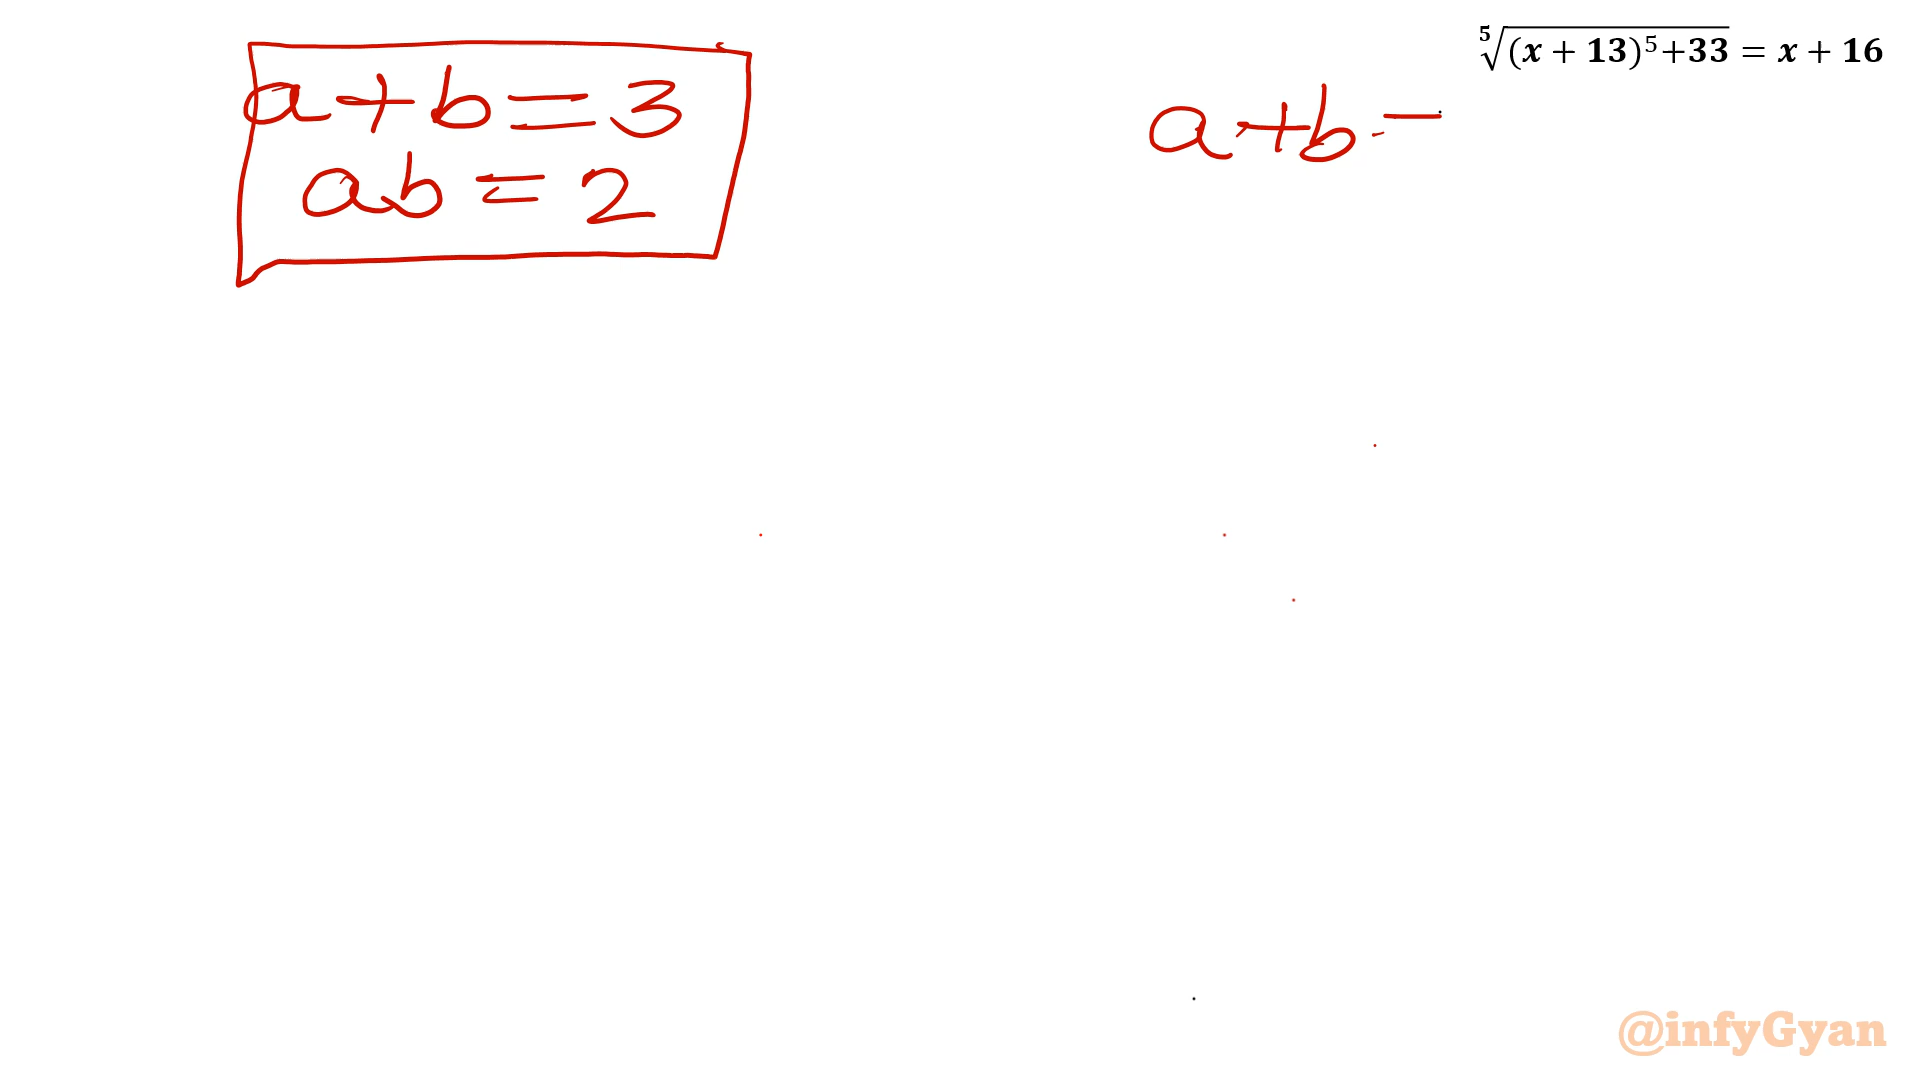 ⁵√((x + 13)⁵+33) = x + 16
a+b=3
ab=2
a+b=
@infyGyan